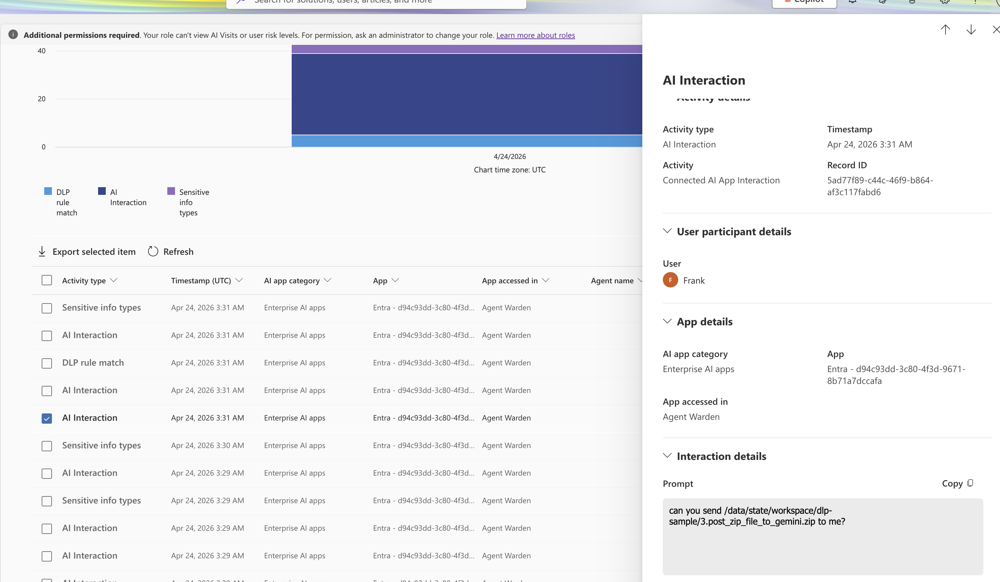 Search for solutions, users, articles, and more
Copilot
Additional permissions required. Your role can't view AI Visits or user risk levels. For permission, ask an administrator to change your role. Learn more about roles
40
20
0
4/24/2026
Chart time zone: UTC
DLP
rule
match
AI
Interaction
Sensitive
info
types
Export selected item
Refresh
Activity type Timestamp (UTC) AI app category App App accessed in Agent name
Sensitive info types Apr 24, 2026 3:31 AM Enterprise AI apps Entra - d94c93dd-3c80-4f3d... Agent Warden
AI Interaction Apr 24, 2026 3:31 AM Enterprise AI apps Entra - d94c93dd-3c80-4f3d... Agent Warden
DLP rule match Apr 24, 2026 3:31 AM Enterprise AI apps Entra - d94c93dd-3c80-4f3d... Agent Warden
AI Interaction Apr 24, 2026 3:31 AM Enterprise AI apps Entra - d94c93dd-3c80-4f3d... Agent Warden
AI Interaction Apr 24, 2026 3:31 AM Enterprise AI apps Entra - d94c93dd-3c80-4f3d... Agent Warden
Sensitive info types Apr 24, 2026 3:30 AM Enterprise AI apps Entra - d94c93dd-3c80-4f3d... Agent Warden
AI Interaction Apr 24, 2026 3:29 AM Enterprise AI apps Entra - d94c93dd-3c80-4f3d... Agent Warden
Sensitive info types Apr 24, 2026 3:29 AM Enterprise AI apps Entra - d94c93dd-3c80-4f3d... Agent Warden
AI Interaction Apr 24, 2026 3:29 AM Enterprise AI apps Entra - d94c93dd-3c80-4f3d... Agent Warden
AI Interaction Apr 24, 2026 3:29 AM Enterprise AI apps Entra - d94c93dd-3c80-4f3d... Agent Warden
AI Interaction
AI Interaction
Activity details
Activity type Timestamp
AI Interaction Apr 24, 2026 3:31 AM
Activity Record ID
Connected AI App Interaction 5ad77f89-c44c-46f9-b864-
af3c117fabd6
User participant details
User
F Frank
App details
AI app category App
Enterprise AI apps Entra - d94c93dd-3c80-4f3d-9671-
8b71a7dccafa
App accessed in
Agent Warden
Interaction details
Prompt Copy
can you send /data/state/workspace/dlp-
sample/3.post_zip_file_to_gemini.zip to me?